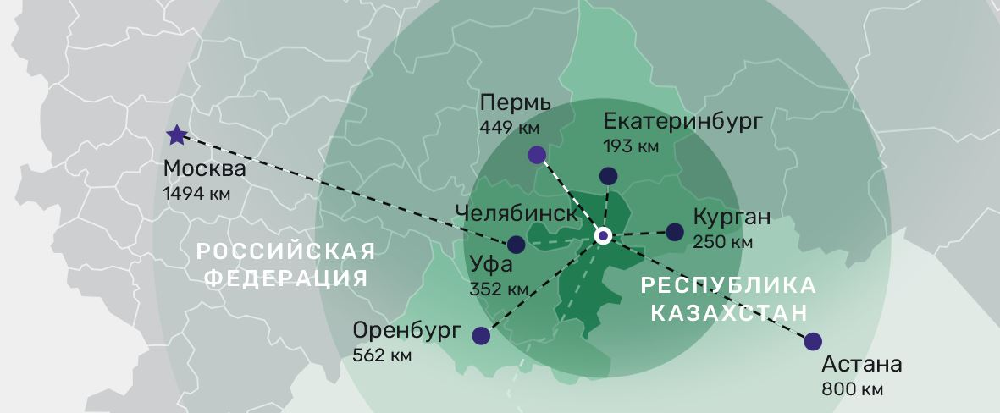 Пермь
449 км
Екатеринбург
193 км
Москва
1494 км
Челябинск
Курган
250 км
РОССИЙСКАЯ
ФЕДЕРАЦИЯ
Уфа
352 км
РЕСПУБЛИКА
КАЗАХСТАН
Оренбург
562 км
Астана
800 км